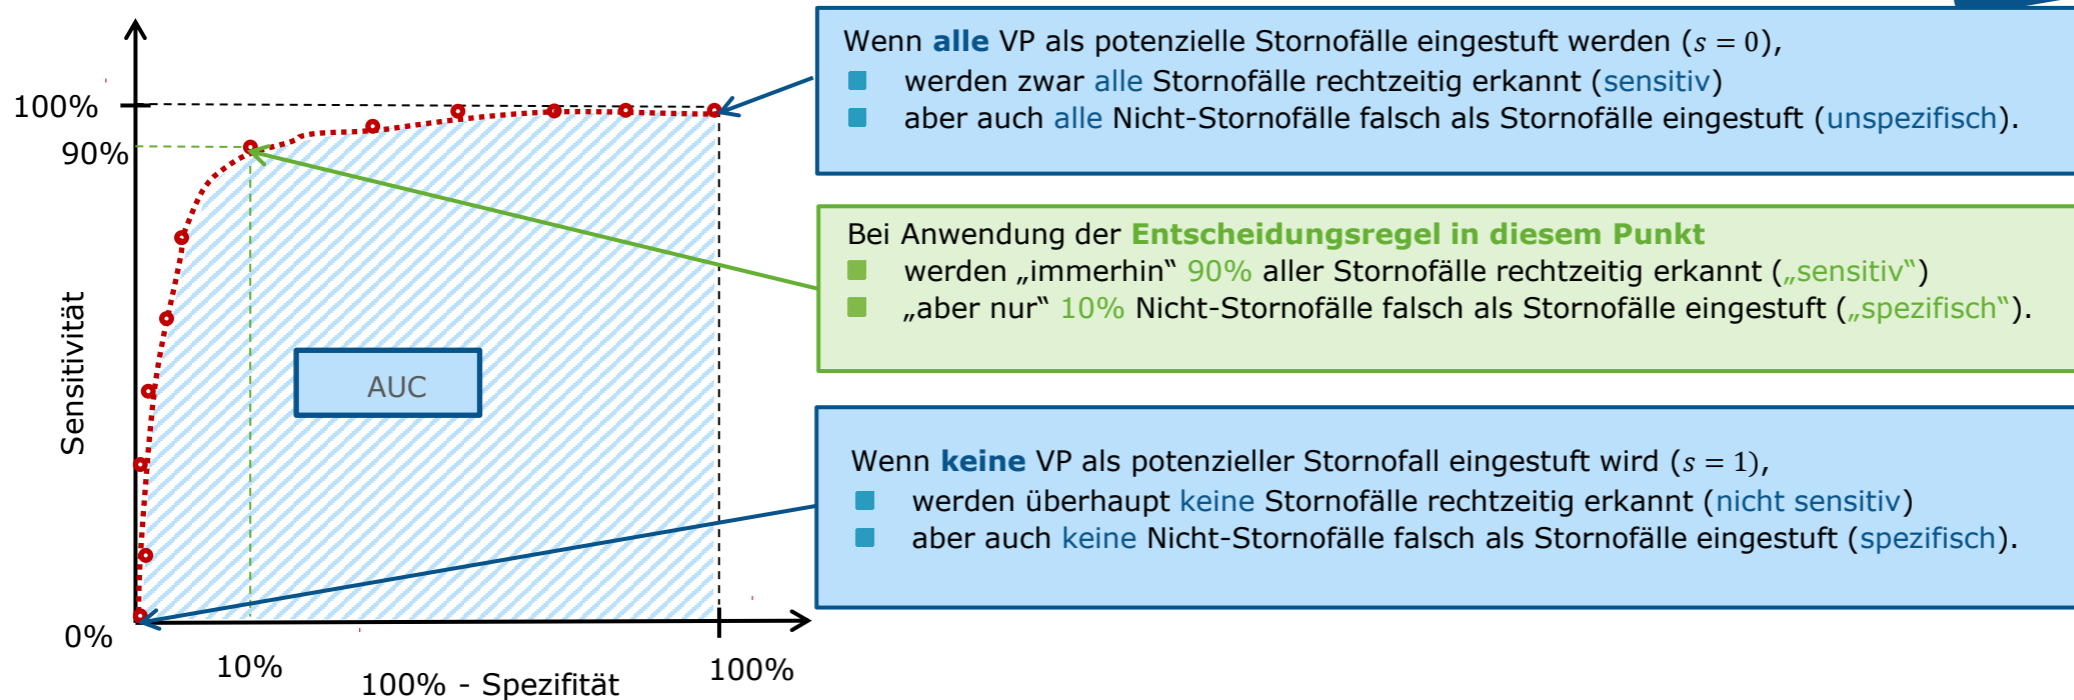 100%
90%
Sensitivität
AUC
0%
10%
100% - Spezifität
100%
Wenn alle VP als potenzielle Stornofälle eingestuft werden (s = 0),
werden zwar alle Stornofälle rechtzeitig erkannt (sensitiv)
aber auch alle Nicht-Stornofälle falsch als Stornofälle eingestuft (unspezifisch).
Bei Anwendung der Entscheidungsregel in diesem Punkt
werden „immerhin“ 90% aller Stornofälle rechtzeitig erkannt („sensitiv“)
„aber nur“ 10% Nicht-Stornofälle falsch als Stornofälle eingestuft („spezifisch“).
Wenn keine VP als potenzieller Stornofall eingestuft wird (s = 1),
werden überhaupt keine Stornofälle rechtzeitig erkannt (nicht sensitiv)
aber auch keine Nicht-Stornofälle falsch als Stornofälle eingestuft (spezifisch).